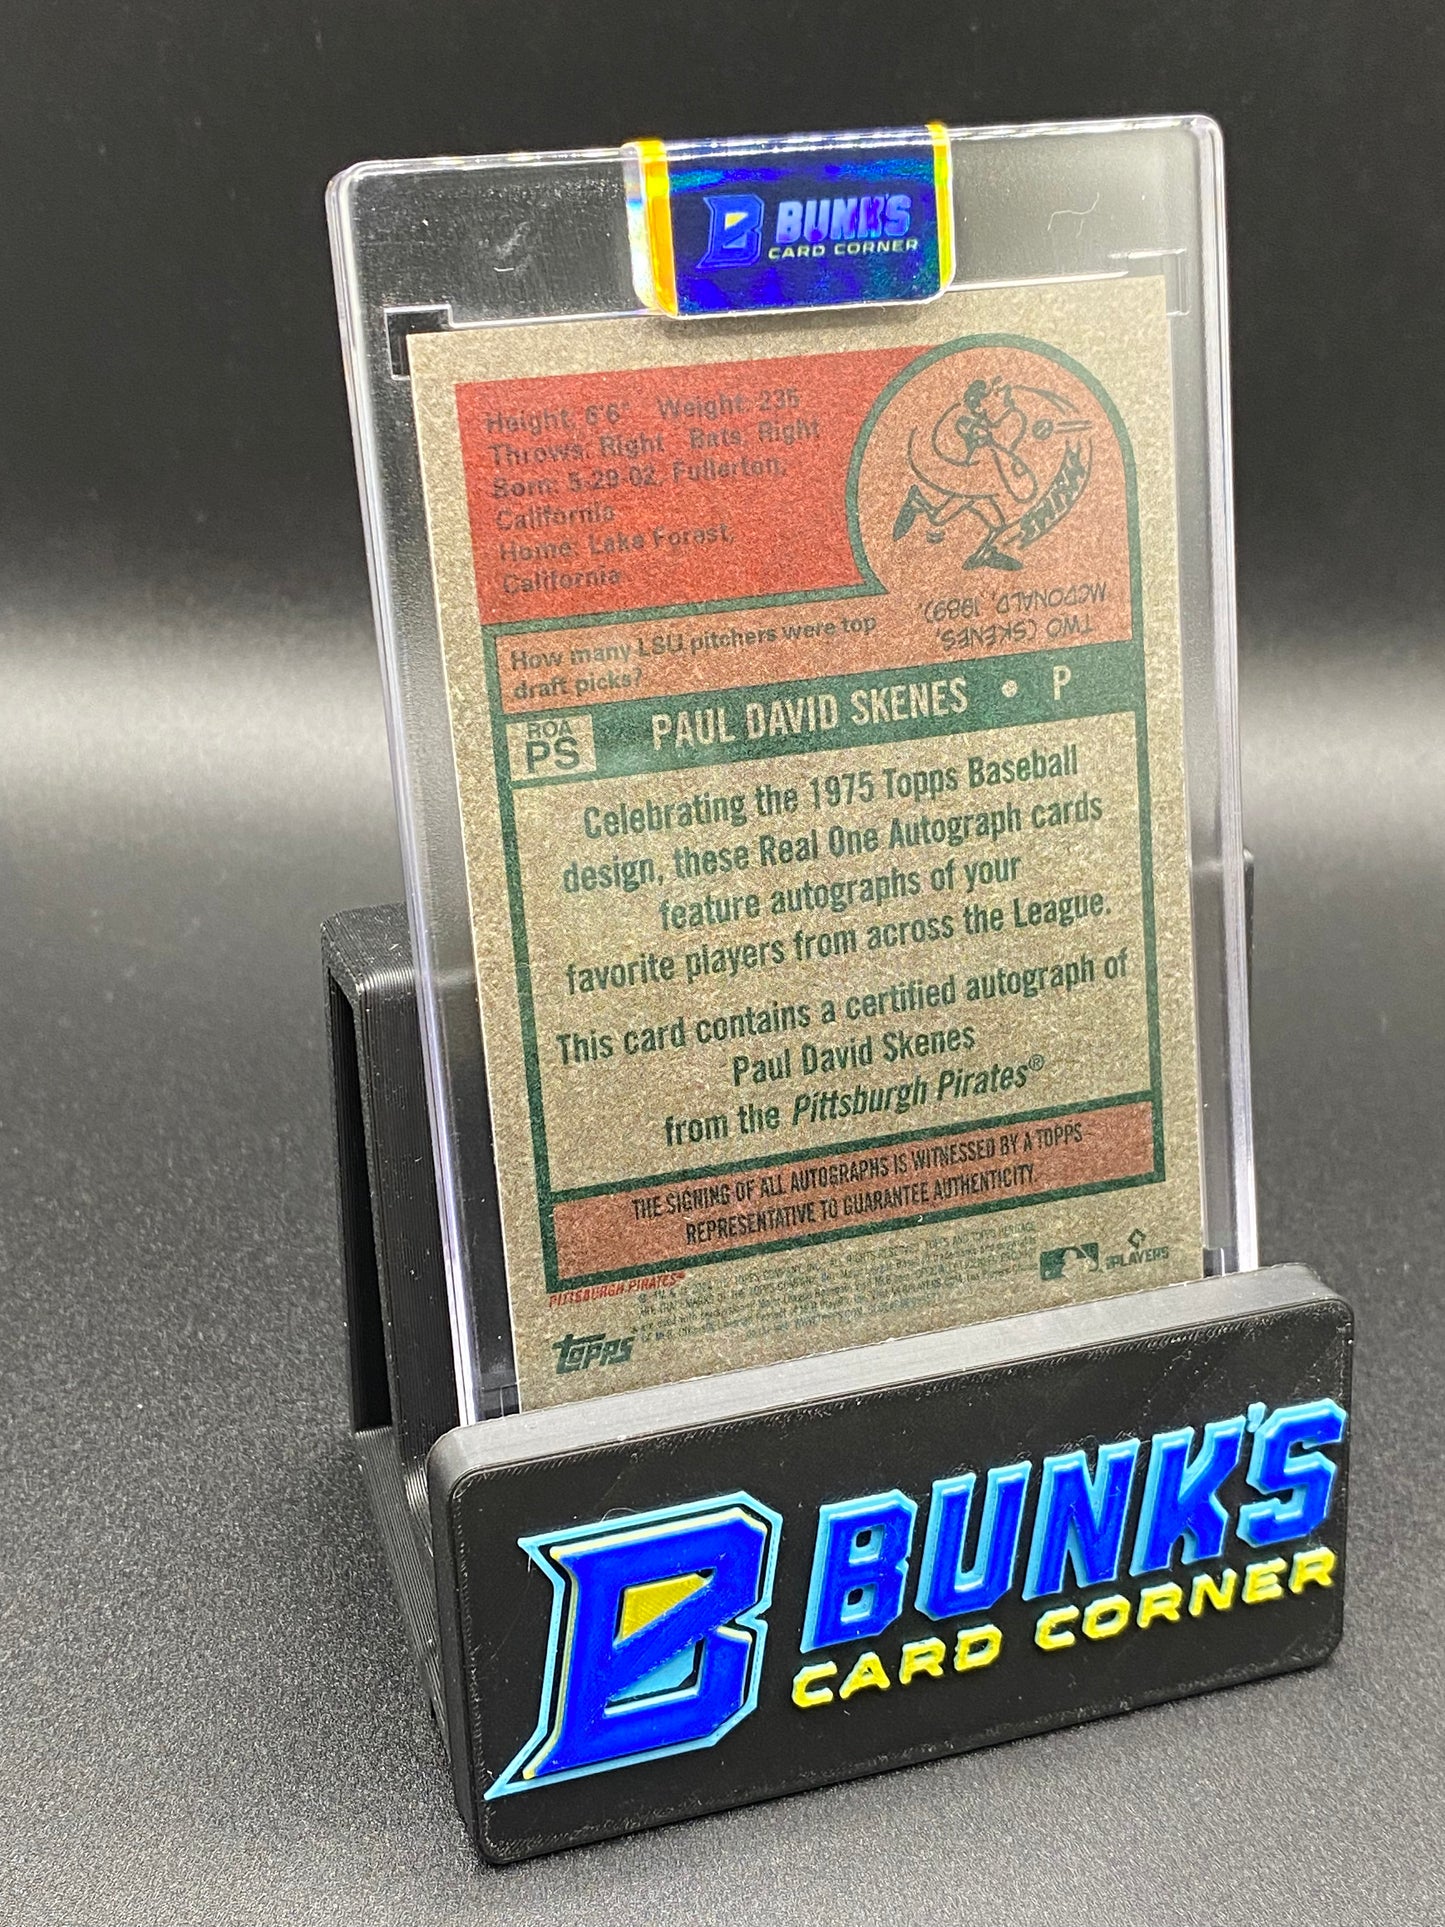 BUNK'S
CARD CORNER
Height: 6'6" Weight: 235
Throws: Right Bats: Right
Born: 5-29-02, Fullerton,
California
Home: Lake Forest,
California
SWISH!
TWO (SKENES,
MCDONALD, 1989).
How many LSU pitchers were top
draft picks?
ROA
PS
PAUL DAVID SKENES • P
Celebrating the 1975 Topps Baseball
design, these Real One Autograph cards
feature autographs of your
favorite players from across the League.
This card contains a certified autograph of
Paul David Skenes
from the Pittsburgh Pirates®
THE SIGNING OF ALL AUTOGRAPHS IS WITNESSED BY A TOPPS
REPRESENTATIVE TO GUARANTEE AUTHENTICITY.
PITTSBURGH PIRATES™
topps
PLAYERS
B BUNK'S
CARD CORNER